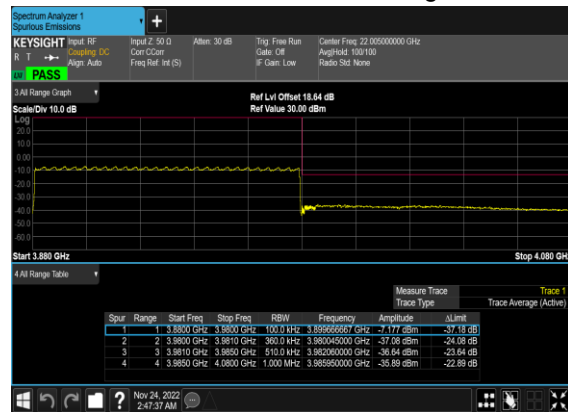 Spectrum Analyzer 1
Spurious Emissions
+
KEYSIGHT Input: RF Input Z: 50 Ω Atten: 30 dB Trig: Free Run Center Freq: 22.005000000 GHz
R T Coupling: DC Corr CCorr Gate: Off Avg|Hold: 100/100
Align: Auto Freq Ref: Int (S) IF Gain: Low Radio Std: None
PASS
3 All Range Graph
Ref Lvl Offset 18.64 dB
Scale/Div 10.0 dB Ref Value 30.00 dBm
Log
20.0
10.0
0.00
-10.0
-20.0
-30.0
-40.0
-50.0
-60.0
Start 3.880 GHz Stop 4.080 GH
4 All Range Table
Measure Trace Trace 1
Trace Type Trace Average (Active)
Spur Range Start Freq Stop Freq RBW Frequency Amplitude ΔLimit
1 1 3.8800 GHz 3.9800 GHz 100.0 kHz 3.899666667 GHz -7.177 dBm -37.18 dB
2 2 3.9800 GHz 3.9810 GHz 360.0 kHz 3.980045000 GHz -37.08 dBm -24.08 dB
3 3 3.9810 GHz 3.9850 GHz 510.0 kHz 3.982060000 GHz -36.64 dBm -23.64 dB
4 4 3.9850 GHz 4.0800 GHz 1.000 MHz 3.985950000 GHz -35.89 dBm -22.89 dB
? Nov 24, 2022
2:47:37 AM